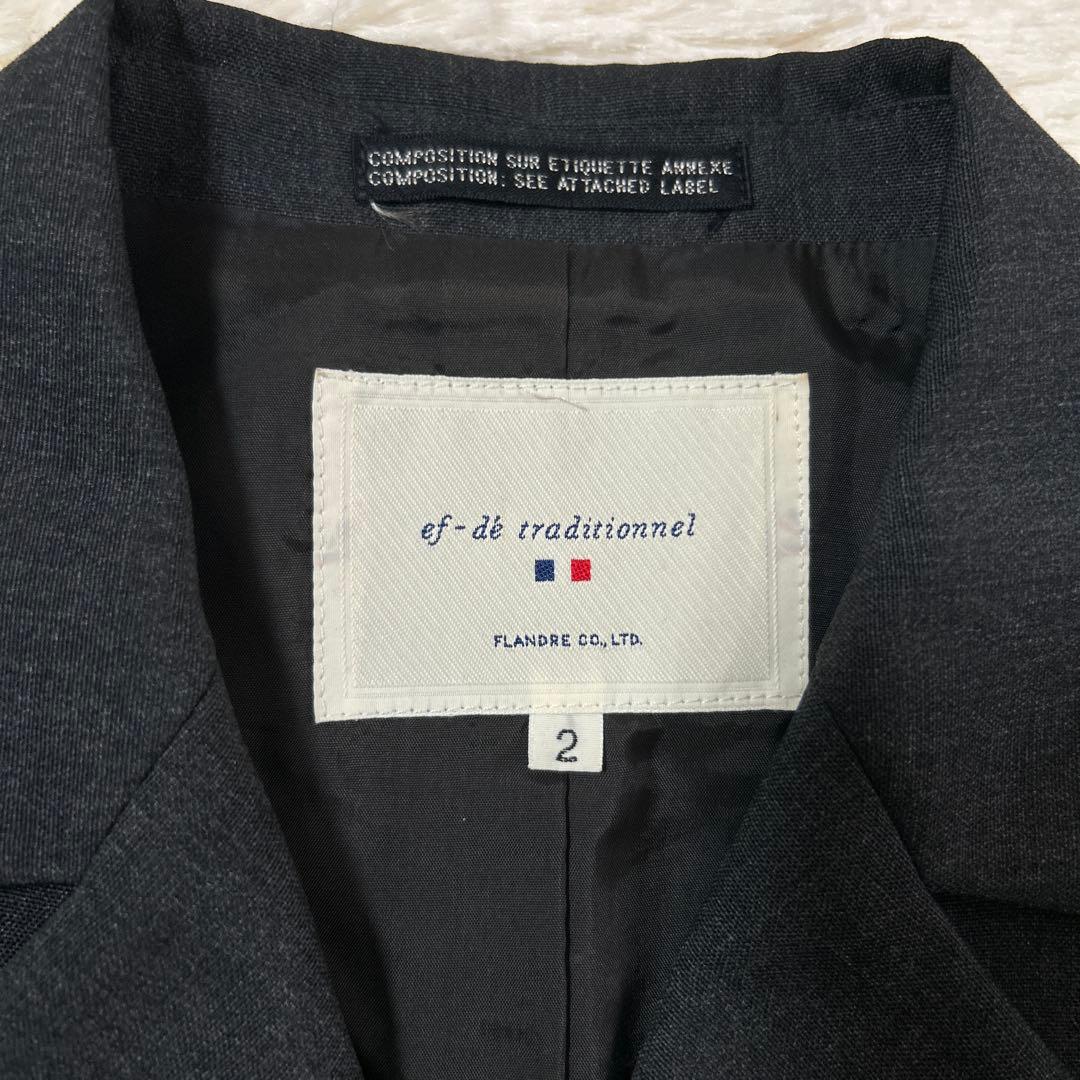 COMPOSITION SUR ETIQUETTE ANNEXE
COMPOSITION: SEE ATTACHED LABEL
ef-dé traditionnel
FLANDRE CO., LTD.
2